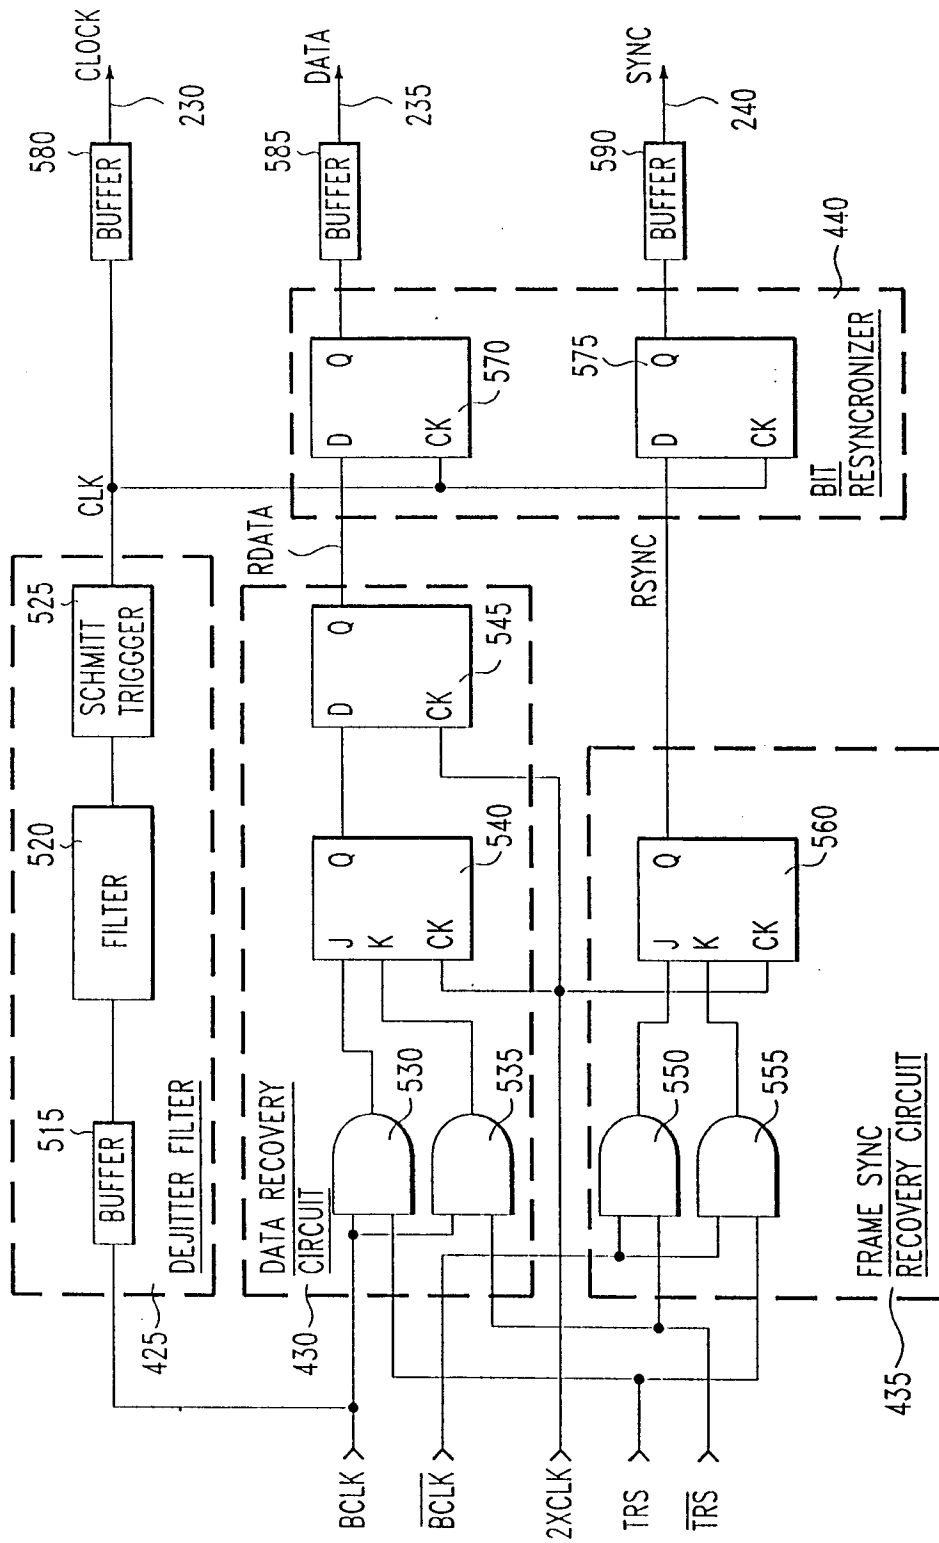 515
BUFFER
520
FILTER
525
SCHMITT
TRIGGGER
CLK
580
BUFFER
CLOCK
230
DEJITTER FILTER
425
DATA RECOVERY
CIRCUIT
430
530
535
J
K
CK
Q
540
D
CK
Q
545
RDATA
D
CK
Q
570
585
BUFFER
DATA
235
BCLK
BCLK
2XCLK
TRS
TRS
550
555
J
K
CK
Q
560
RSYNC
D
CK
575
Q
590
BUFFER
SYNC
240
BIT
RESYNCRONIZER
440
FRAME SYNC
RECOVERY CIRCUIT
435